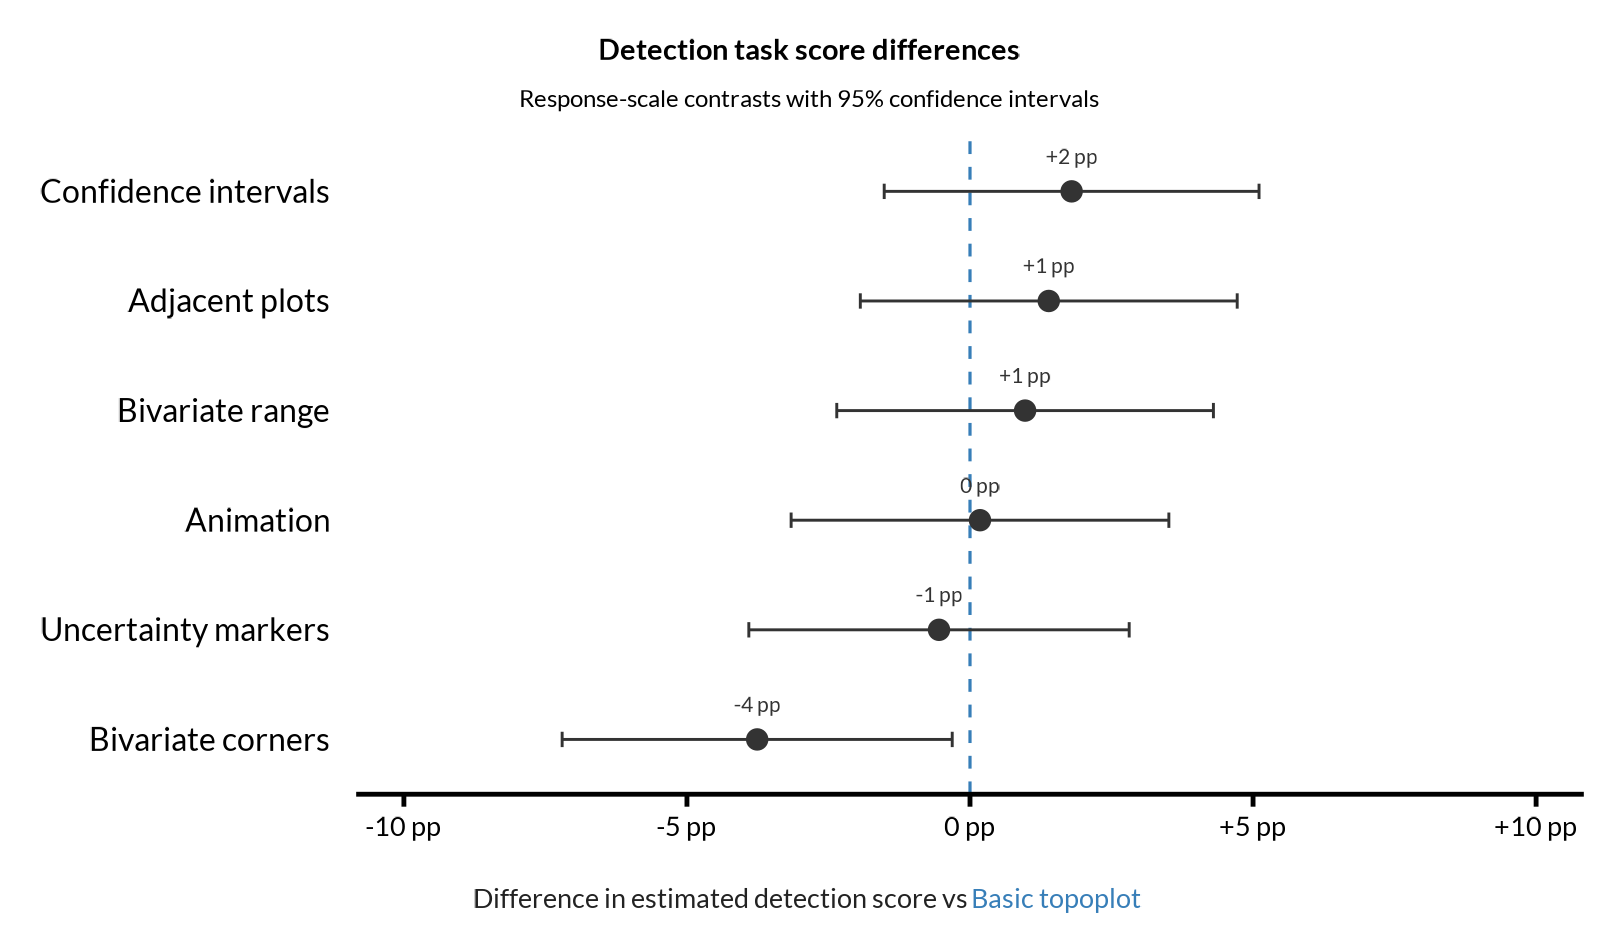 Detection task score differences
Response-scale contrasts with 95% confidence intervals
+2 pp
Confidence intervals
+1 pp
Adjacent plots
+1 pp
Bivariate range
0 pp
Animation
-1 pp
Uncertainty markers
-4 pp
Bivariate corners
-10 pp -5 pp 0 pp +5 pp +10 pp
Difference in estimated detection score vs Basic topoplot